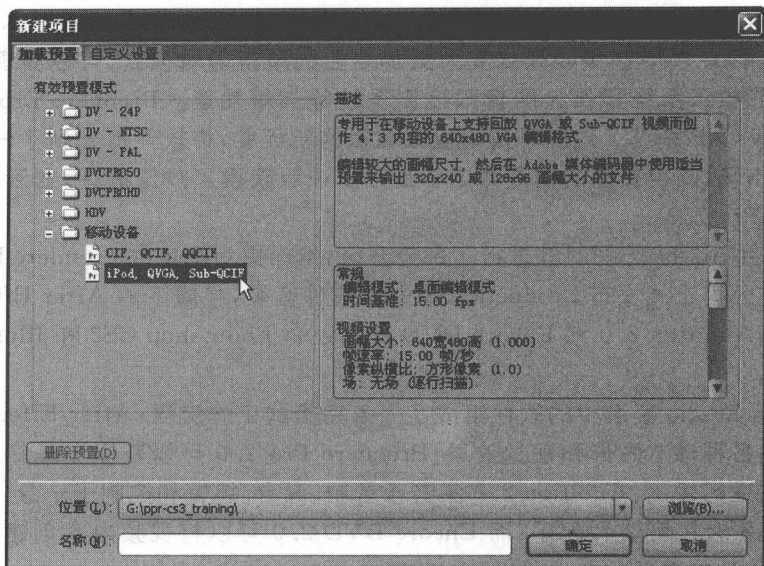 新建项目
加载预置 自定义设置
有效预置模式
DV - 24P
DV - NTSC
DV - PAL
DVCPRO50
DVCPROHD
HDV
移动设备
CIF, QCIF, QQCIF
iPod, QVGA, Sub-QCIF
描述
专用于在移动设备上支持回放 QVGA 或 Sub-QCIF 视频而创
作 4:3 内容的 640x480 VGA 编辑格式.
编辑较大的画幅尺寸, 然后在 Adobe 媒体编码器中使用适当
预置来输出 320x240 或 128x96 画幅大小的文件.
常规
编辑模式: 桌面编辑模式
时间基准: 15.00 fps
视频设置
画幅大小: 640宽480高 (1.000)
帧速率: 15.00 帧/秒
像素纵横比: 方形像素 (1.0)
场: 无场 (逐行扫描)
删除预置(D)
位置(L): G:\ppr-cs3_training\ 浏览(B)...
名称(N): 确定 取消